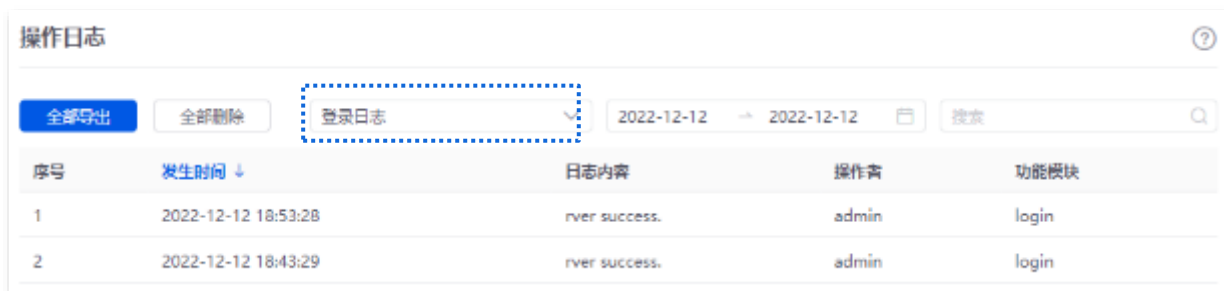 操作日志
全部导出 全部删除 登录日志 2022-12-12 → 2022-12-12 搜索
序号 发生时间 ↓ 日志内容 操作者 功能模块
1 2022-12-12 18:53:28 rver success. admin login
2 2022-12-12 18:43:29 rver success. admin login